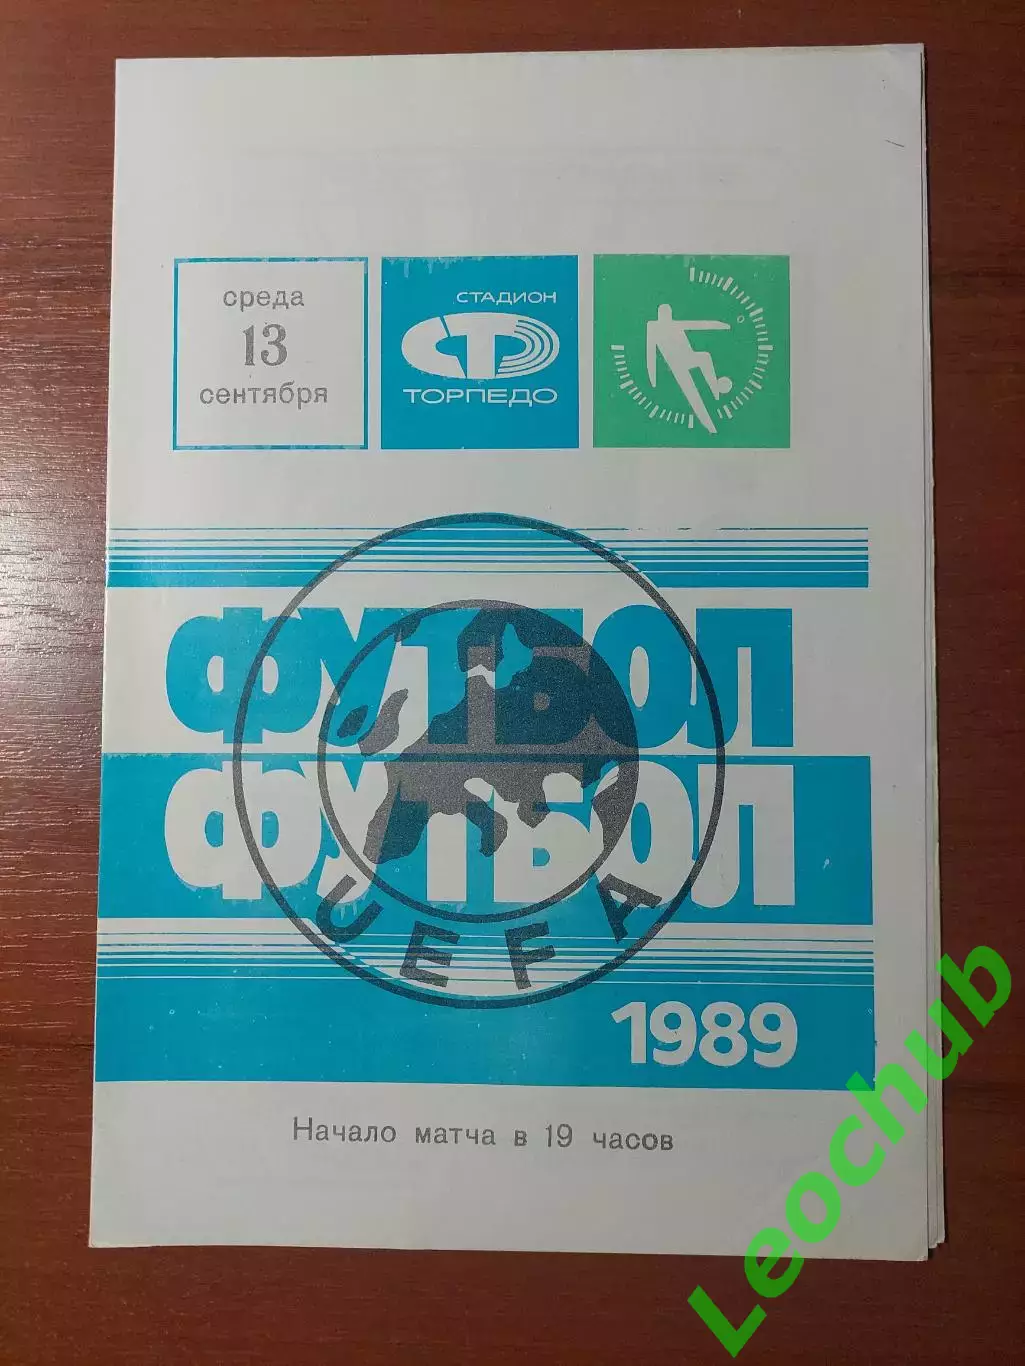 среда
13
сентября
СТАДИОН
СТ
ТОРПЕДО
ФУТБОЛ
ФУТБОЛ
UEFA
1989
Начало матча в 19 часов
Leochub